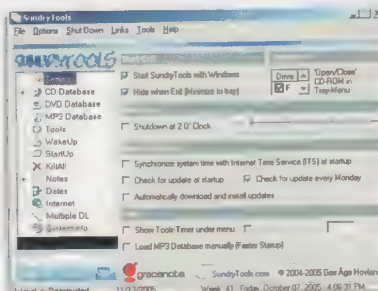 SundryTools
File Options Shut Down Links Tools Help
SundryTOOLS
Setting
CD Database
DVD Database
MP3 Database
Tools
WakeUp
StartUp
KillAll
Notes
Dates
Internet
Multiple DL
System Info
Start SundryTools with Windows
Hide when Exit (Minimize to tray)
Drive
F
'Open/Close'
CD-ROM in
Tray-Menu
Shutdown at 2 0' Clock
Synchronize system time with Internet Time Service (ITS) at startup
Check for update at startup
Check for update every Monday
Automatically download and install updates
Show Tools-Timer under menu
Load MP3 Database manually (Faster Startup)
gracenote
SundryTools.com
© 2004-2005 Geir Åge Hovland
11/13/2005
Week: 41 Friday, October 07, 2005 4:06:31 PM